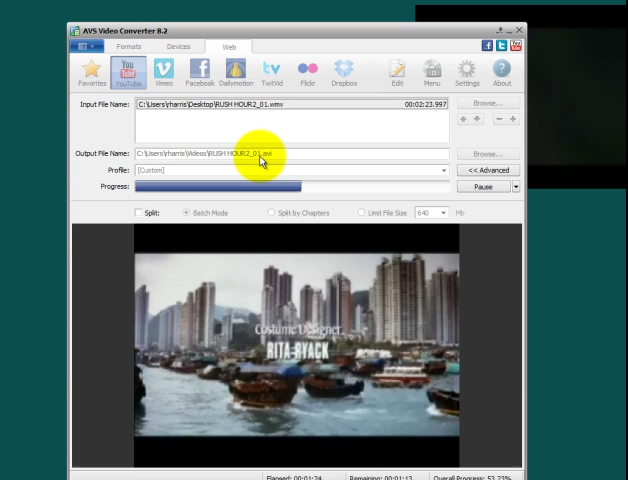 AVS Video Converter 8.2
Formats Devices Web
Favorites YouTube Vimeo Facebook Dailymotion TwitVid Flickr Dropbox Edit Menu Settings About
Input File Name: C:\Users\rharris\Desktop\RUSH HOUR2_01.wmv 00:02:23.997 Browse...
Output File Name: C:\Users\rharris\Videos\RUSH HOUR2_01.avi Browse...
Profile: [Custom] << Advanced
Progress: Pause
Split: Batch Mode Split by Chapters Limit File Size 640 Mb
Costume Designer
RITA RYACK
Elapsed: 00:01:24 Remaining: 00:01:13 Overall Progress: 53.23%